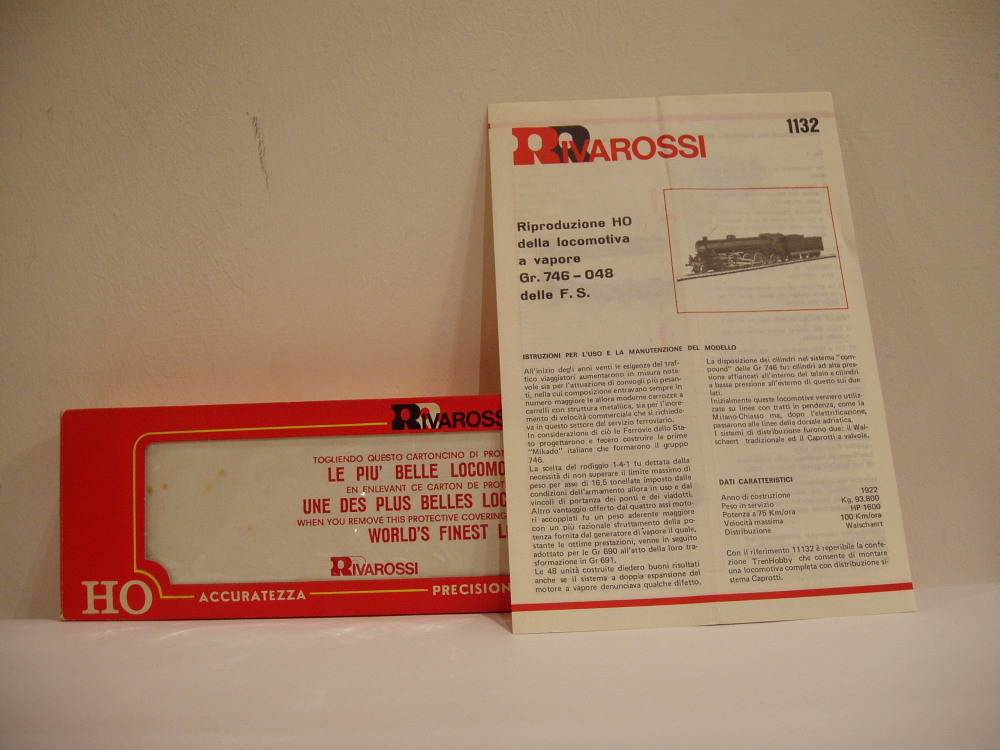 RIVAROSSI
TOGLIENDO QUESTO CARTONCINO DI PROT
LE PIU' BELLE LOCOMO
EN ENLEVANT CE CARTON DE PROT
UNE DES PLUS BELLES LOC
WHEN YOU REMOVE THIS PROTECTIVE COVERING
WORLD'S FINEST L
RIVAROSSI
HO
ACCURATEZZA
PRECISION
RIVAROSSI
1132
Riproduzione HO
della locomotiva
a vapore
Gr. 746 - 048
delle F. S.
ISTRUZIONI PER L'USO E LA MANUTENZIONE DEL MODELLO
All'inizio degli anni venti le esigenze del traf-
fico viaggiatori aumentarono in misura note-
vole sia per l'attuazione di convogli più pesan-
ti, nella cui composizione entravano sempre in
numero maggiore le allora moderne carrozze a
carrelli con struttura metallica, sia per l'incre-
mento di velocità commerciale che si richiede-
va in questo settore del servizio ferroviario.
In considerazione di ciò le Ferrovie dello Sta-
to progettarono e fecero costruire le prime
"Mikado" italiane che formarono il gruppo
746.
La scelta del rodiggio 1-4-1 fu dettata dalla
necessità di non superare il limite massimo di
peso per asse di 16,5 tonellate imposto dalle
condizioni dell'armamento allora in uso e dai
vincoli di portanza dei ponti e dei viadotti.
Altro vantaggio offerto dai quattro assi moto-
ri accoppiati fu un peso aderente maggiore
con un più razionale sfruttamento della po-
tenza fornita dal generatore di vapore il quale,
stante le ottime prestazioni, venne in seguito
adottato per le Gr 690 all'atto della loro tra-
sformazione in Gr 691.
Le 48 unità costruite diedero buoni risultati
anche se il sistema a doppia espansione del
motore a vapore denunciava qualche difetto.
La disposizione dei cilindri nel sistema "com-
pound" delle Gr 746 fu: cilindri ad alta pres-
sione affiancati all'interno del telaio e cilindri
a bassa pressione all'esterno di questo sui due
lati.
Inizialmente queste locomotive vennero utiliz-
zate su linee con tratti in pendenza, come la
Milano-Chiasso ma, dopo l'elettrificazione,
passarono alle linee della dorsale adriatica.
I sistemi di distribuzione furono due: il Wal-
schaert tradizionale ed il Caprotti a valvole.
DATI CARATTERISTICI
Anno di costruzione 1922
Peso in servizio Kg. 93.800
Potenza a 75 Km/ora HP 1600
Velocità massima 100 Km/ora
Distribuzione Walschaert
Con il riferimento 11132 è reperibile la confe-
zione TrenHobby che consente di montare
una locomotiva completa con distribuzione si-
stema Caprotti.